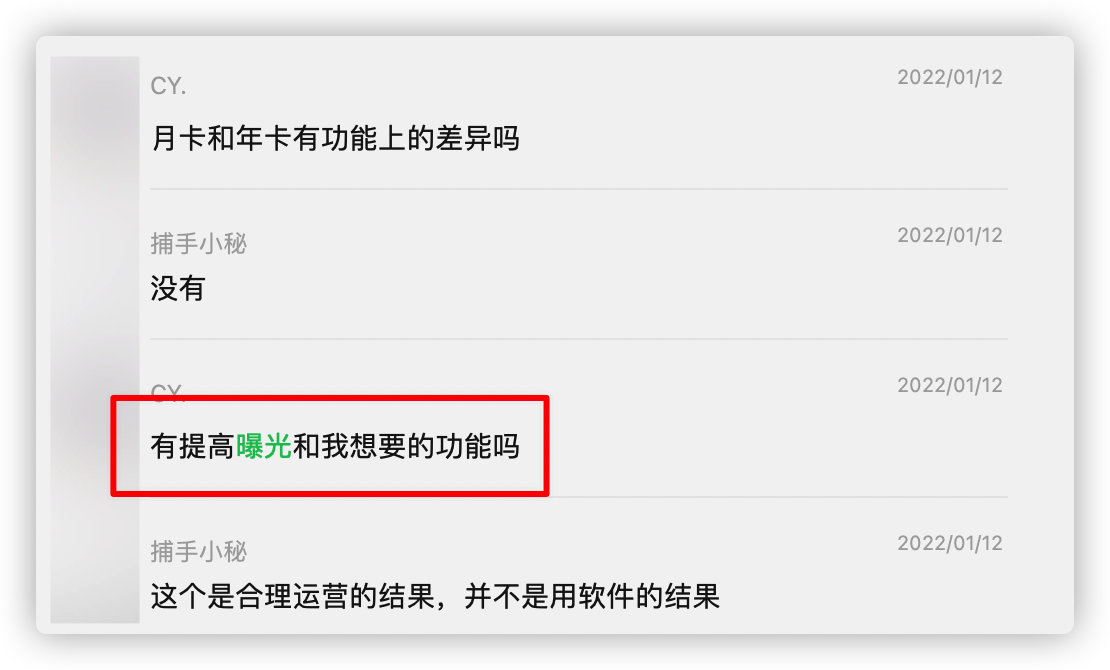 CY.
2022/01/12
月卡和年卡有功能上的差异吗
捕手小秘
2022/01/12
没有
CY.
2022/01/12
有提高曝光和我想要的功能吗
捕手小秘
2022/01/12
这个是合理运营的结果，并不是用软件的结果